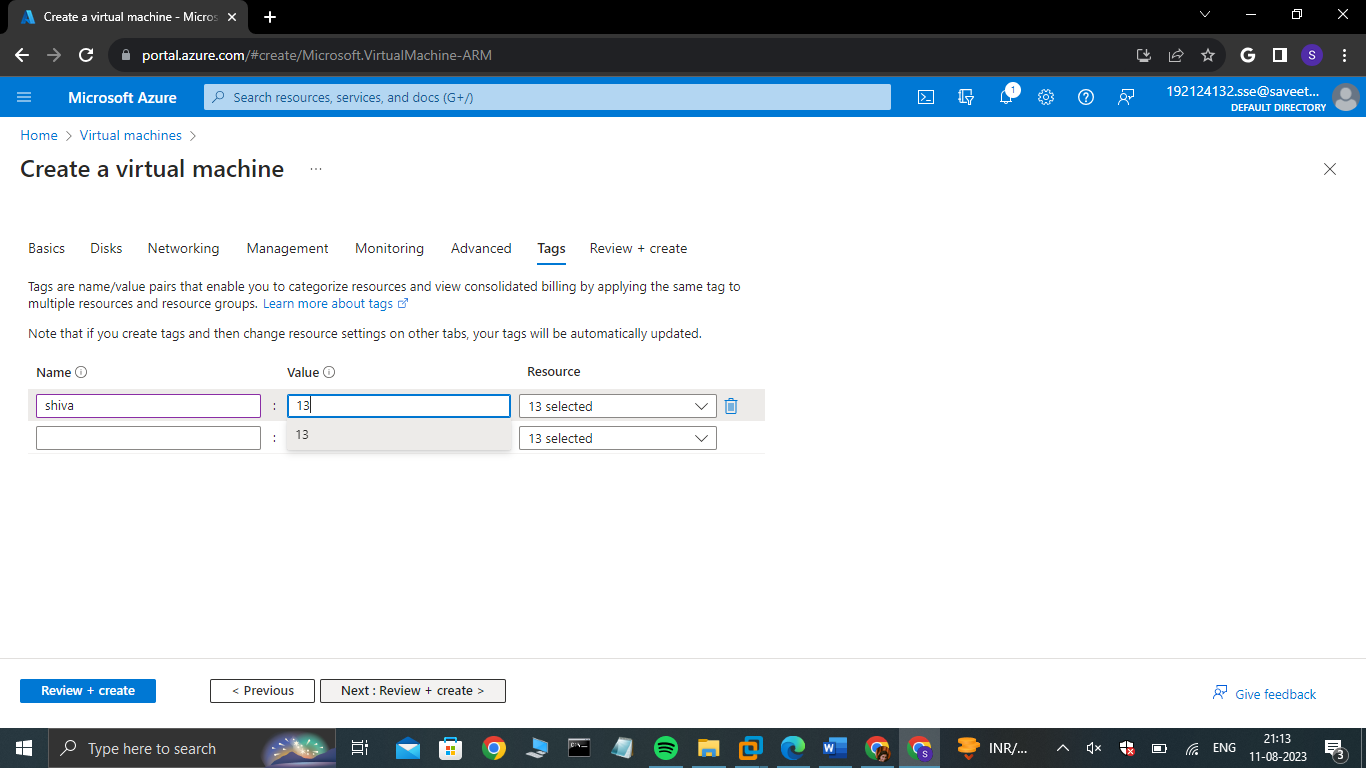 Create a virtual machine - Micros
portal.azure.com/#create/Microsoft.VirtualMachine-ARM
S
Microsoft Azure
Search resources, services, and docs (G+/)
1
192124132.sse@saveet...
DEFAULT DIRECTORY
Home > Virtual machines >
Create a virtual machine ...
Basics Disks Networking Management Monitoring Advanced Tags Review + create
Tags are name/value pairs that enable you to categorize resources and view consolidated billing by applying the same tag to
multiple resources and resource groups. Learn more about tags
Note that if you create tags and then change resource settings on other tabs, your tags will be automatically updated.
Name Value Resource
shiva : 13 13 selected
: 13 13 selected
Review + create < Previous Next : Review + create > Give feedback
Type here to search
INR/...
ENG
21:13
11-08-2023
3